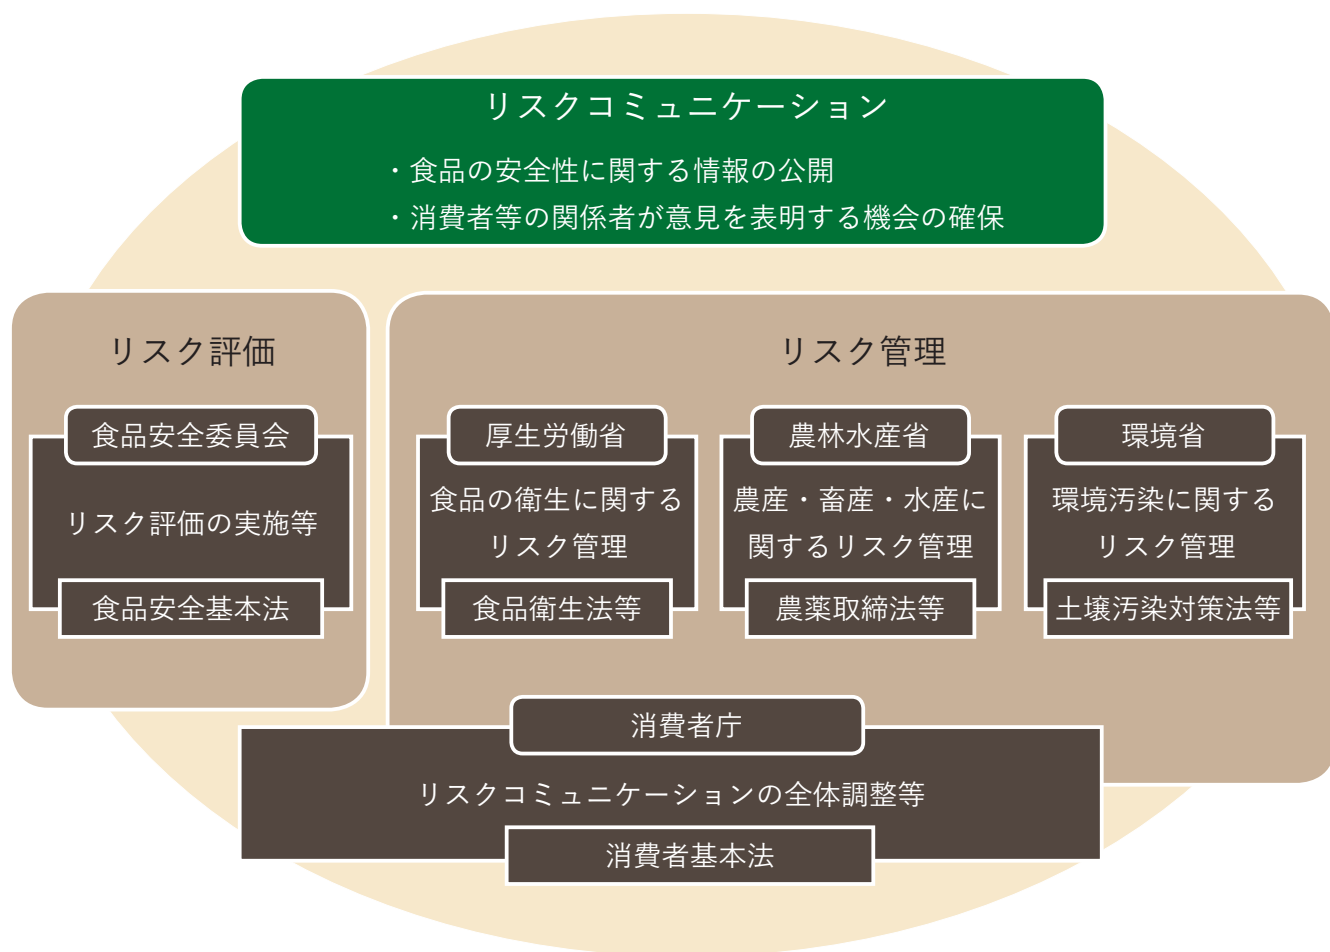 リスクコミュニケーション
・食品の安全性に関する情報の公開
・消費者等の関係者が意見を表明する機会の確保
リスク評価
食品安全委員会
リスク評価の実施等
食品安全基本法
リスク管理
厚生労働省
食品の衛生に関する
リスク管理
食品衛生法等
農林水産省
農産・畜産・水産に
関するリスク管理
農薬取締法等
環境省
環境汚染に関する
リスク管理
土壌汚染対策法等
消費者庁
リスクコミュニケーションの全体調整等
消費者基本法